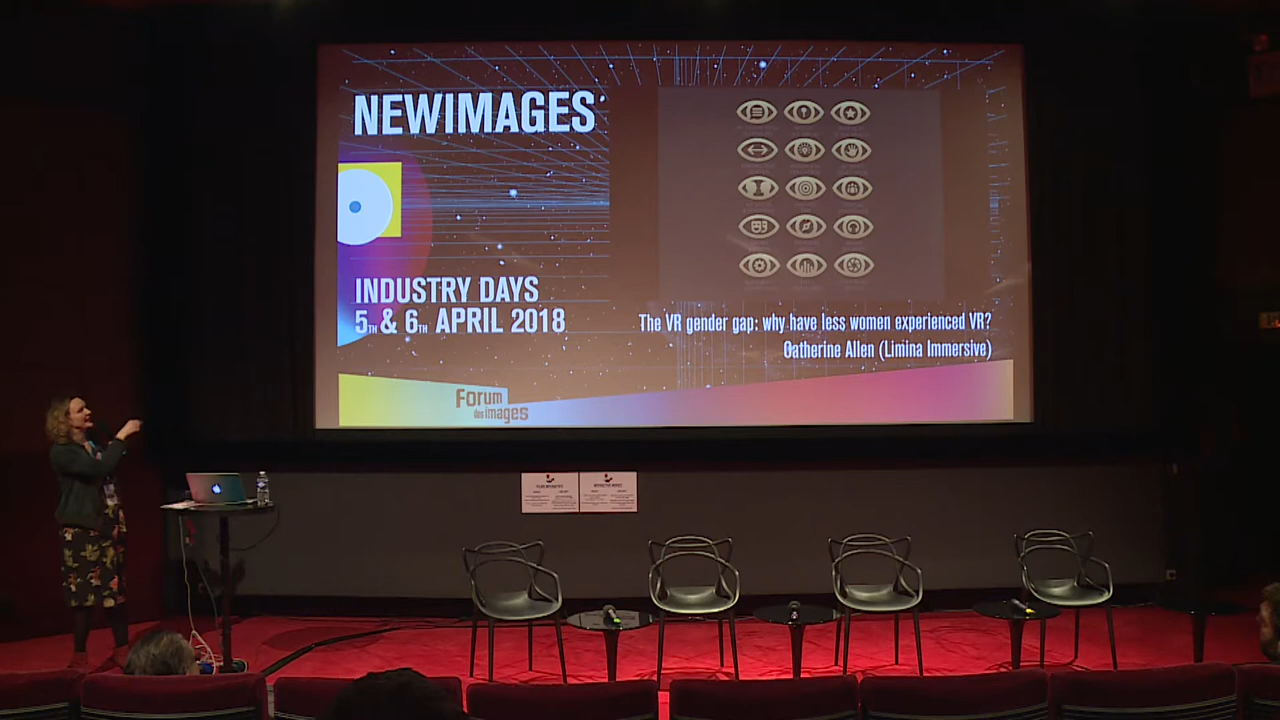 NEWIMAGES
INDUSTRY DAYS
5TH & 6TH APRIL 2018
The VR gender gap: why have less women experienced VR?
Catherine Allen (Limina Immersive)
Forum
des images